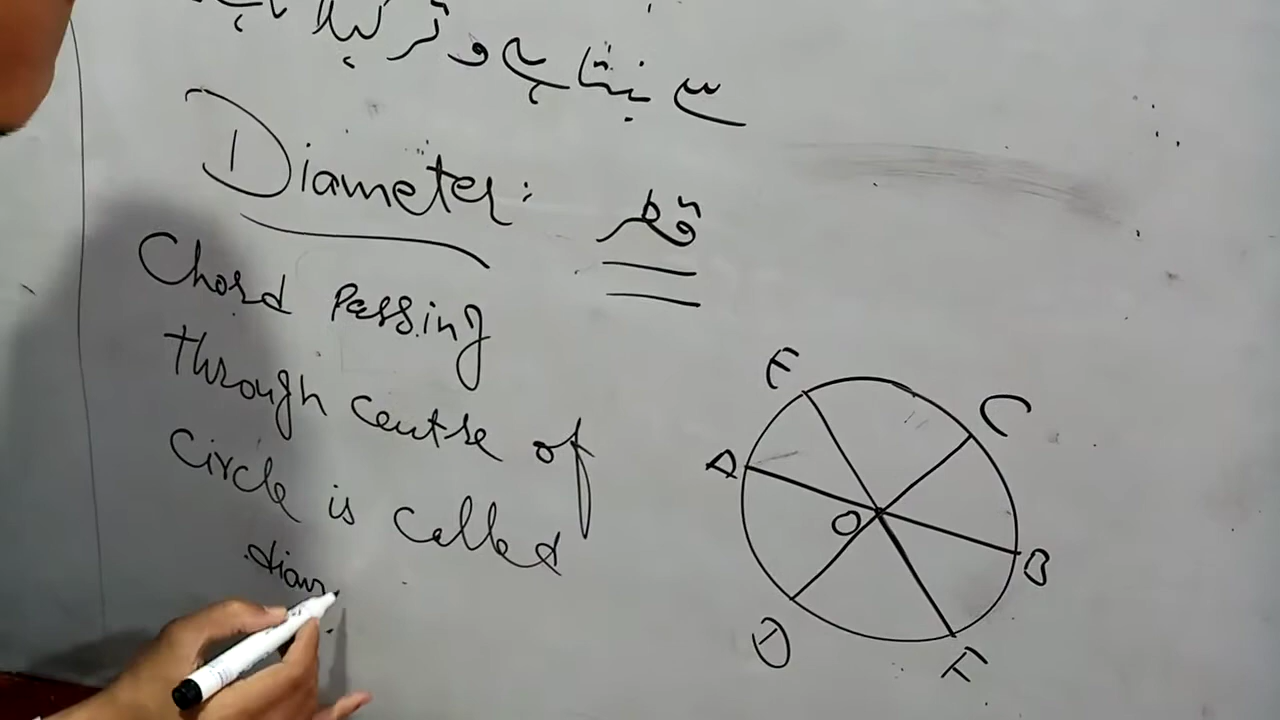 Diameter: قطر
Chord Passing
through centre of
Circle is called
diam
E
C
A
O
B
D
F